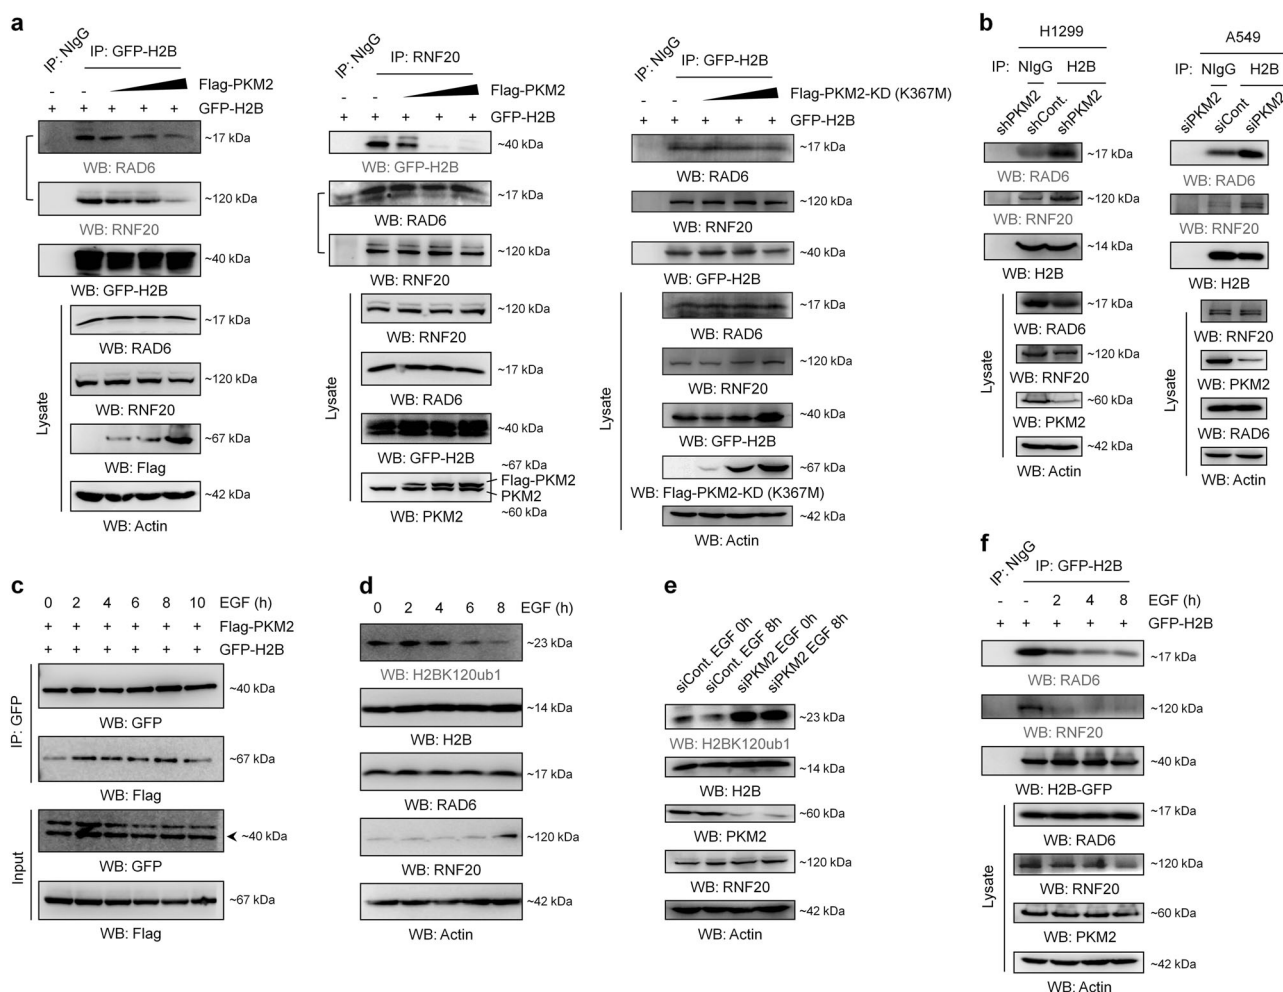 a
IP: NIgG
IP: GFP-H2B
Flag-PKM2
-
-
GFP-H2B
+ + + + +
~17 kDa
WB: RAD6
~120 kDa
WB: RNF20
~40 kDa
WB: GFP-H2B
~17 kDa
WB: RAD6
~120 kDa
WB: RNF20
~67 kDa
WB: Flag
~42 kDa
WB: Actin
Lysate
IP: NIgG
IP: RNF20
Flag-PKM2
- -
GFP-H2B
+ + + + +
~40 kDa
WB: GFP-H2B
~17 kDa
WB: RAD6
~120 kDa
WB: RNF20
~120 kDa
WB: RNF20
~17 kDa
WB: RAD6
~40 kDa
WB: GFP-H2B
~67 kDa
Flag-PKM2
PKM2
~60 kDa
WB: PKM2
Lysate
IP: NIgG
IP: GFP-H2B
Flag-PKM2-KD (K367M)
- -
GFP-H2B
+ + + + +
~17 kDa
WB: RAD6
~120 kDa
WB: RNF20
~40 kDa
WB: GFP-H2B
~17 kDa
WB: RAD6
~120 kDa
WB: RNF20
~40 kDa
WB: GFP-H2B
~67 kDa
WB: Flag-PKM2-KD (K367M)
~42 kDa
WB: Actin
Lysate
b
H1299
IP: NIgG H2B
shPKM2
shCont.
shPKM2
~17 kDa
WB: RAD6
~120 kDa
WB: RNF20
~14 kDa
WB: H2B
~17 kDa
WB: RAD6
~120 kDa
WB: RNF20
~60 kDa
WB: PKM2
~42 kDa
WB: Actin
Lysate
A549
IP: NIgG H2B
siPKM2
siCont.
siPKM2
WB: RAD6
WB: RNF20
WB: H2B
WB: RNF20
WB: PKM2
WB: RAD6
WB: Actin
Lysate
c
0 2 4 6 8 10 EGF (h)
+ + + + + + Flag-PKM2
+ + + + + + GFP-H2B
~40 kDa
WB: GFP
~67 kDa
WB: Flag
IP: GFP
~40 kDa
WB: GFP
~67 kDa
WB: Flag
Input
d
0 2 4 6 8 EGF (h)
~23 kDa
WB: H2BK120ub1
~14 kDa
WB: H2B
~17 kDa
WB: RAD6
~120 kDa
WB: RNF20
~42 kDa
WB: Actin
e
siCont. EGF 0h
siCont. EGF 8h
siPKM2 EGF 0h
siPKM2 EGF 8h
~23 kDa
WB: H2BK120ub1
~14 kDa
WB: H2B
~60 kDa
WB: PKM2
~120 kDa
WB: RNF20
~42 kDa
WB: Actin
f
IP: NIgG
IP: GFP-H2B
- - 2 4 8 EGF (h)
+ + + + + GFP-H2B
~17 kDa
WB: RAD6
~120 kDa
WB: RNF20
~40 kDa
WB: H2B-GFP
~17 kDa
WB: RAD6
~120 kDa
WB: RNF20
~60 kDa
WB: PKM2
~42 kDa
WB: Actin
Lysate